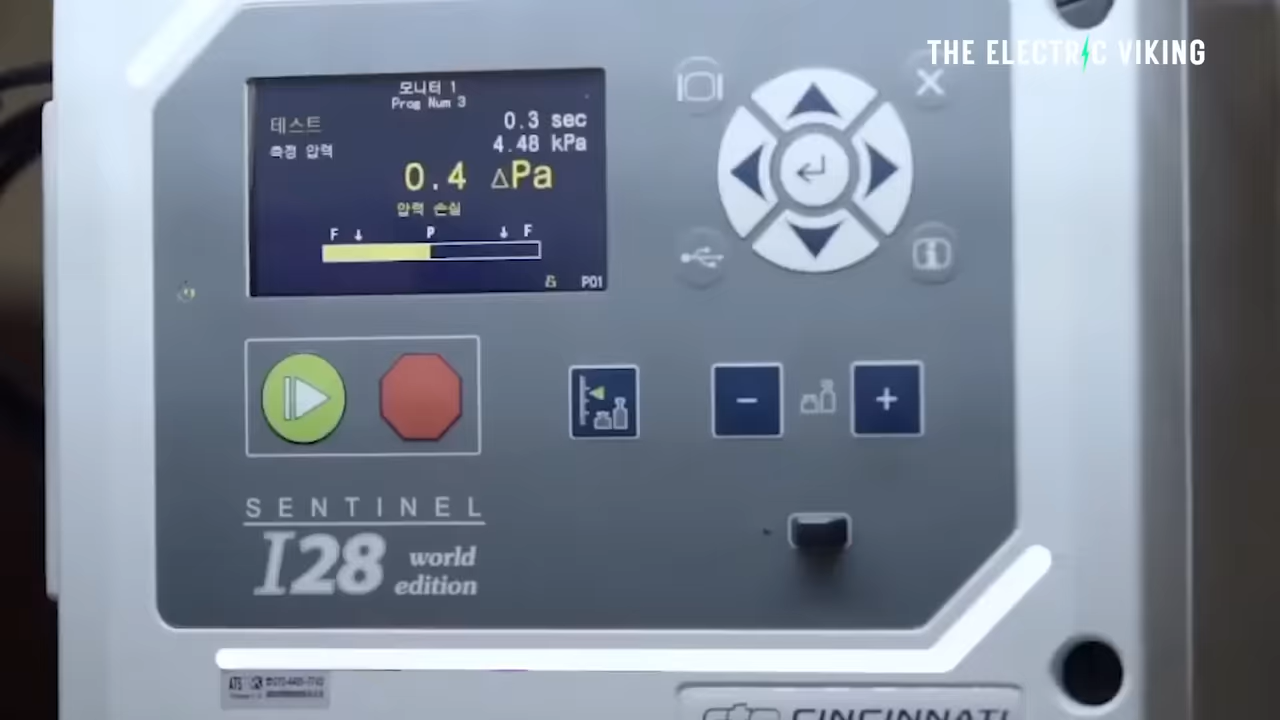 THE ELECTRIC VIKING
모니터 1
Prog Num 3
테스트 0.3 sec
측정 압력 4.48 kPa
0.4 △Pa
압력 손실
F ↓ P ↓ F
P01
SENTINEL
I28 world edition
CINCINNATI